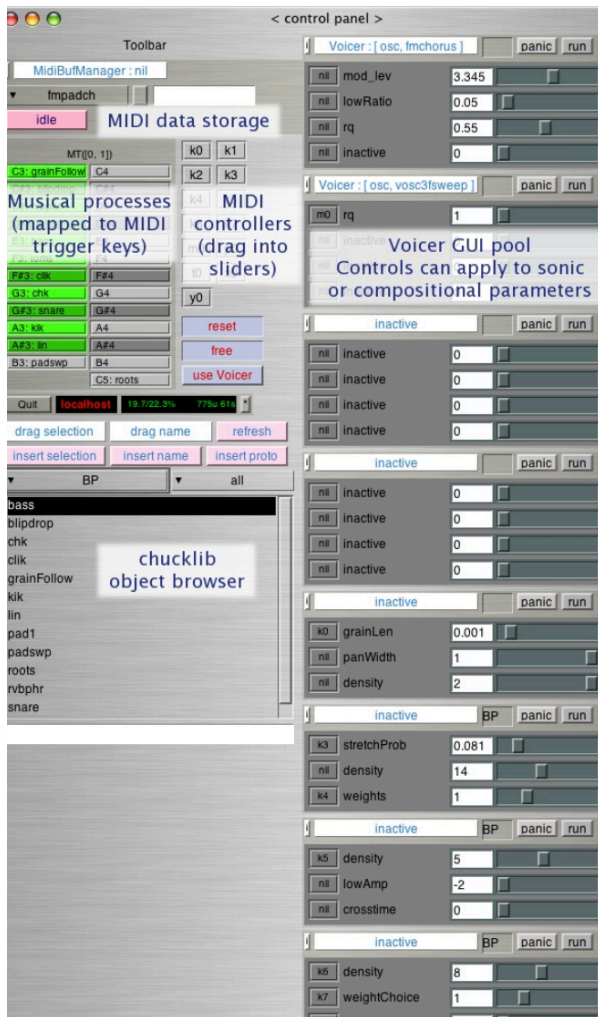 < control panel >
Toolbar
MidiBufManager : nil
fmpadch
idle
MIDI data storage
MT([0, 1])
C3: grainFollow C4
Musical processes
(mapped to MIDI
trigger keys)
F#3: clik F#4
G3: chk G4
G#3: snare G#4
A3: kik A4
A#3: lin A#4
B3: padswp B4
C5: roots
k0 k1
k2 k3
MIDI
controllers
(drag into
sliders)
y0
reset
free
use Voicer
Quit localhost 19.7/22.3% 775u 61s *
drag selection drag name refresh
insert selection insert name insert proto
BP all
bass
blipdrop
chk
clik
grainFollow
kik
lin
pad1
padswp
roots
rvbphr
snare
chucklib
object browser
Voicer : [ osc, fmchorus ] panic run
nil mod_lev 3.345
nil lowRatio 0.05
nil rq 0.55
nil inactive 0
Voicer : [ osc, vosc3fsweep ] panic run
m0 rq 1
Voicer GUI pool
Controls can apply to sonic
or compositional parameters
inactive panic run
nil inactive 0
nil inactive 0
nil inactive 0
nil inactive 0
inactive panic run
nil inactive 0
nil inactive 0
nil inactive 0
nil inactive 0
inactive panic run
k0 grainLen 0.001
nil panWidth 1
nil density 2
inactive BP panic run
k3 stretchProb 0.081
nil density 14
k4 weights 1
inactive BP panic run
k5 density 5
nil lowAmp -2
nil crosstime 0
inactive BP panic run
k6 density 8
k7 weightChoice 1